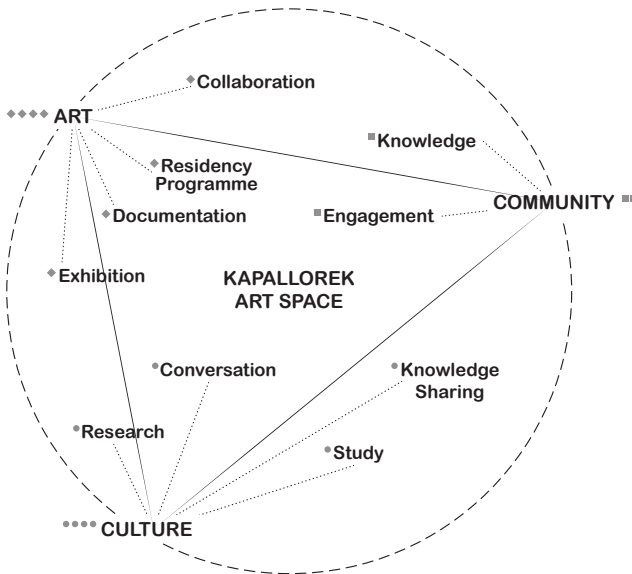 Collaboration
ART
Knowledge
Residency
Programme
COMMUNITY
Documentation
Engagement
Exhibition
KAPALLOREK
ART SPACE
Conversation
Knowledge
Sharing
Research
Study
CULTURE